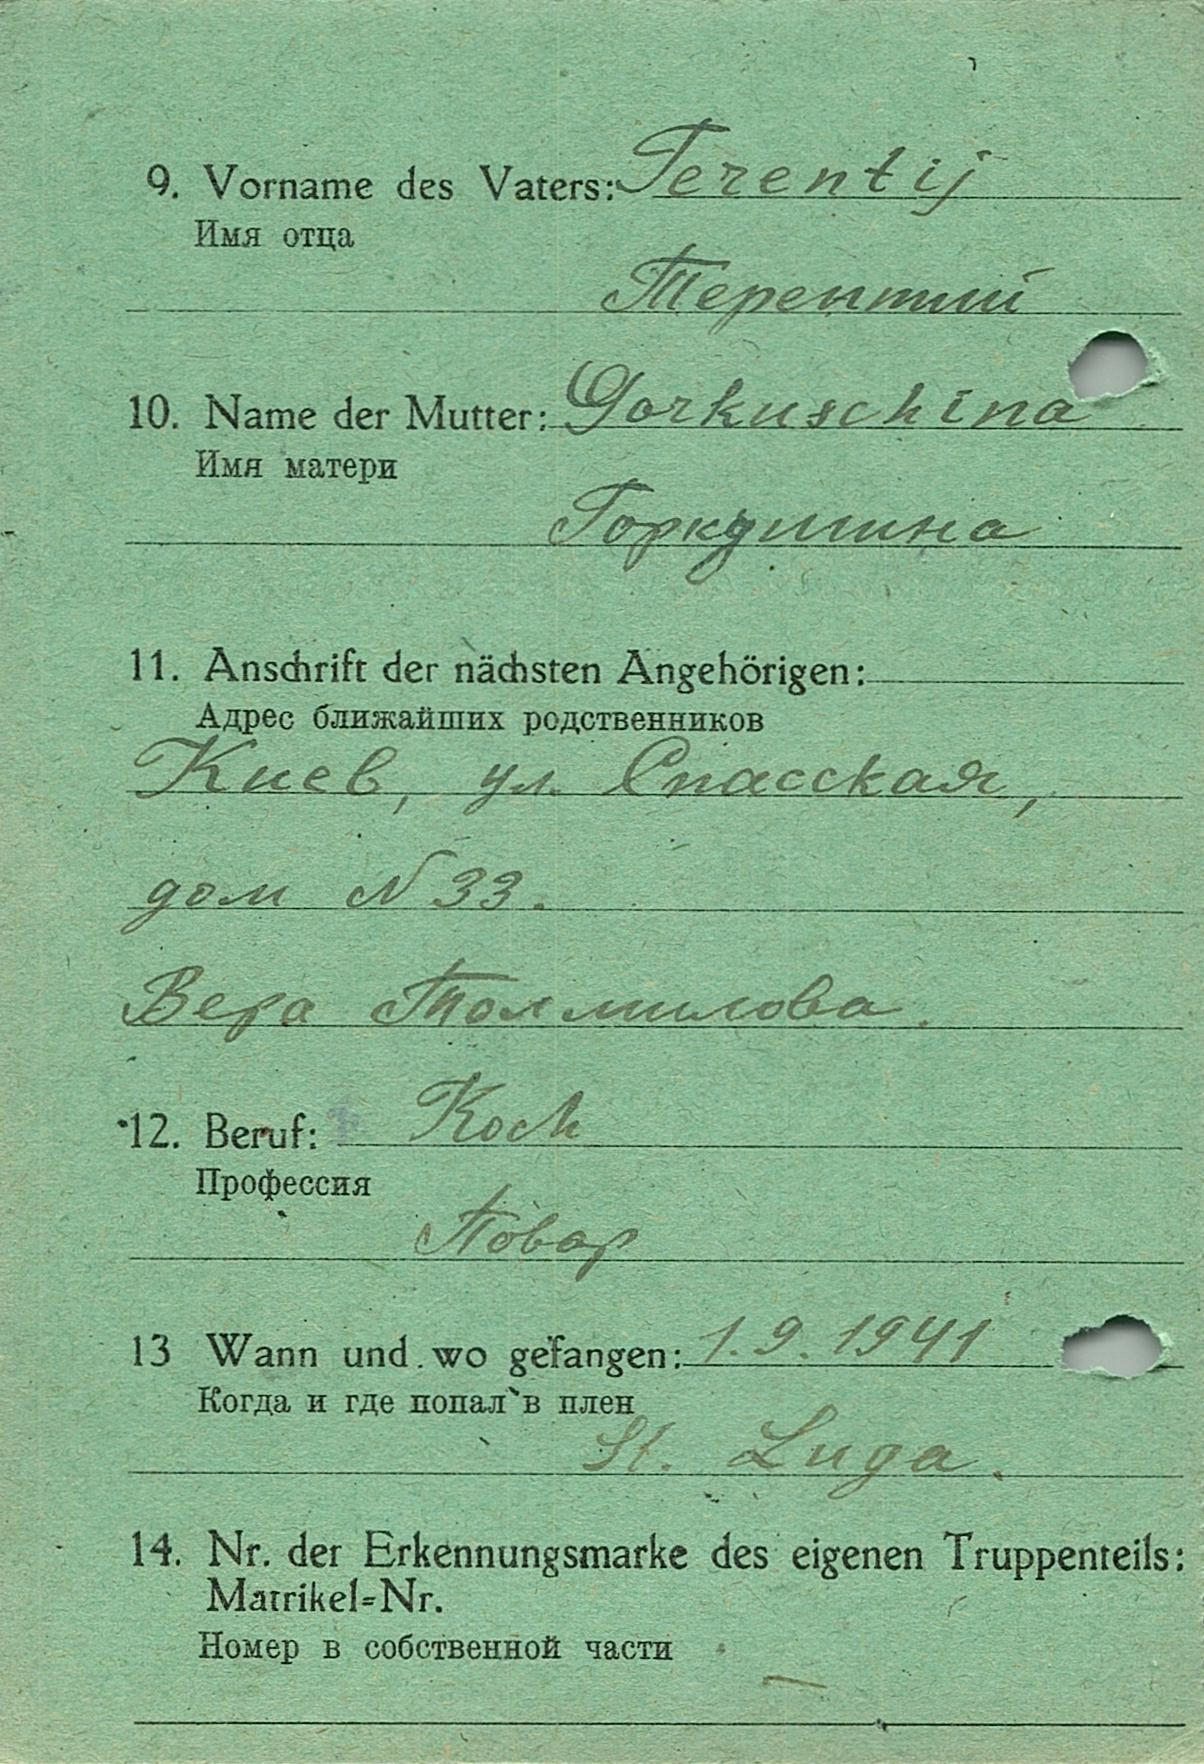 9. Vorname des Vaters: Terentij
Имя отца
Терентий
10. Name der Mutter: Gorkuschina
Имя матери
Горкушина
11. Anschrift der nächsten Angehörigen:
Адрес ближайших родственников
Киев, ул. Спасская,
дом N 33.
Вера Толмилова.
12. Beruf: Koch
Профессия
Повар
13 Wann und wo gefangen: 1.9.1941
Когда и где попал в плен
St. Luga.
14. Nr. der Erkennungsmarke des eigenen Truppenteils:
Matrikel=Nr.
Номер в собственной части
—